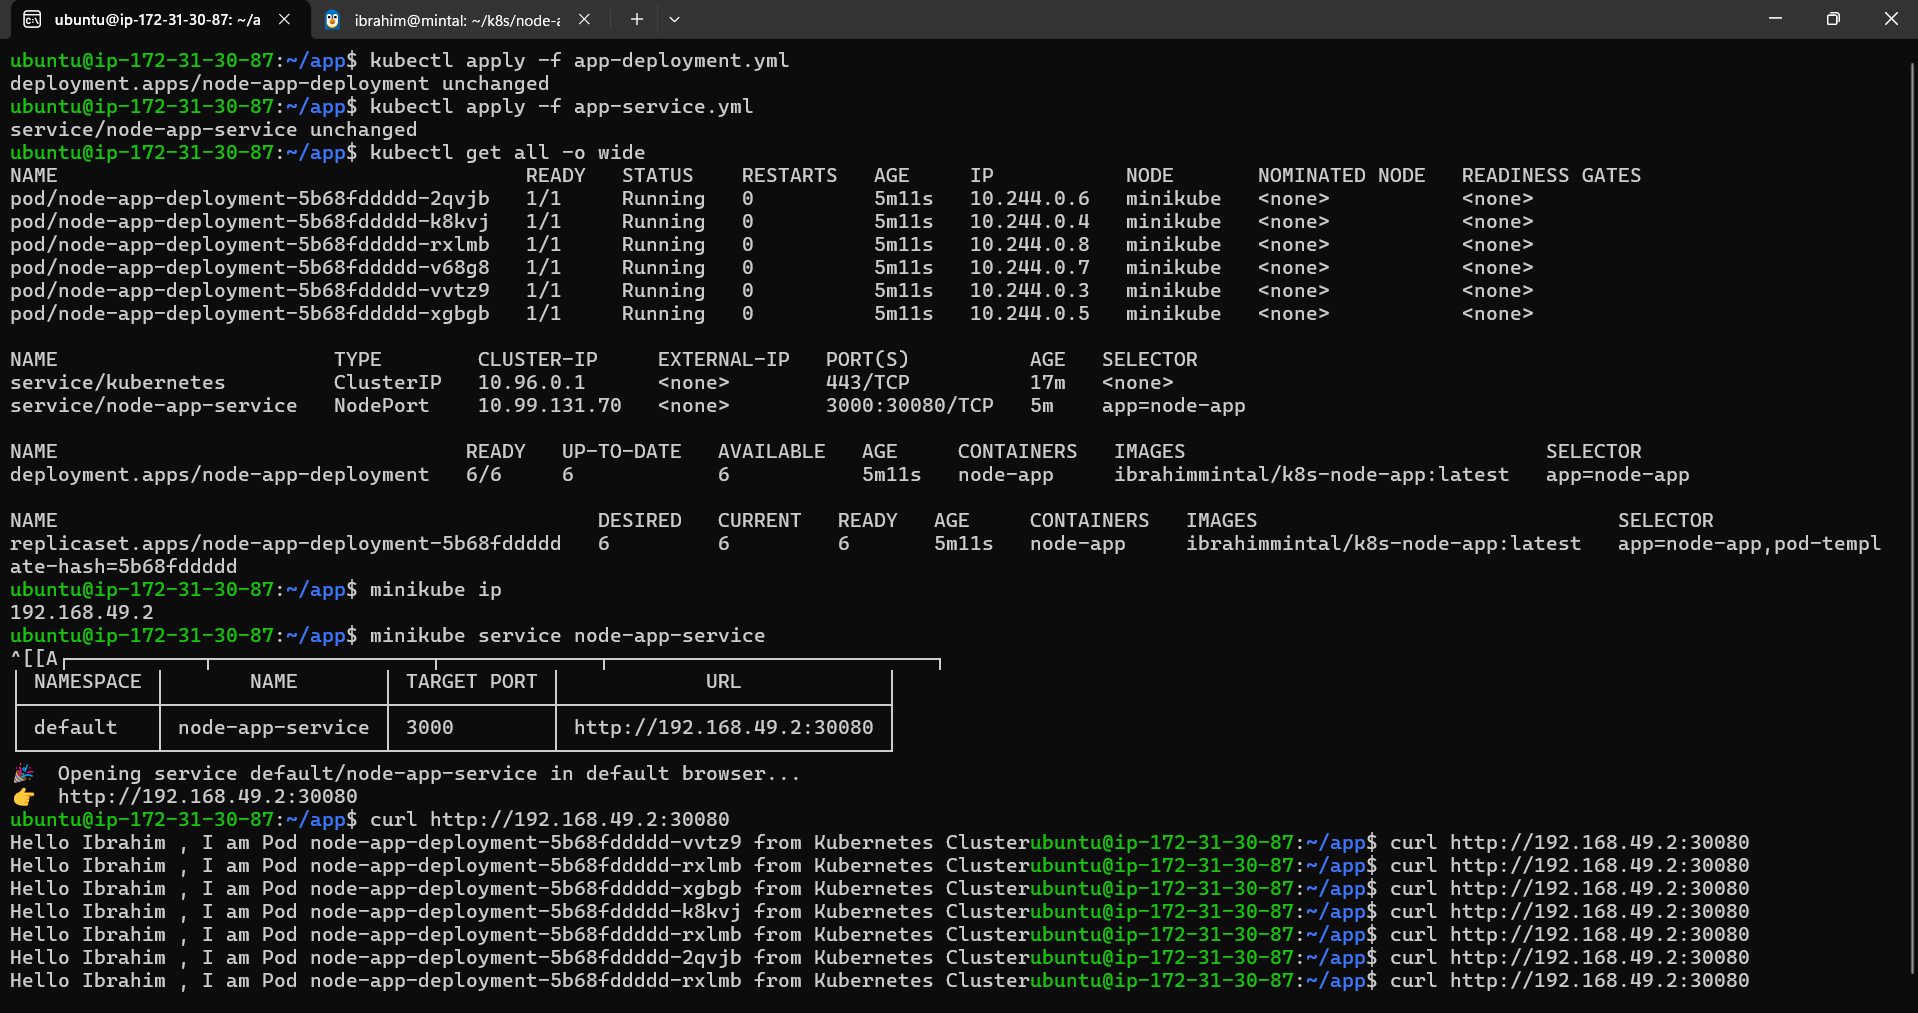 ubuntu@ip-172-31-30-87: ~/a
ibrahim@mintal: ~/k8s/node-a
ubuntu@ip-172-31-30-87:~/app$ kubectl apply -f app-deployment.yml
deployment.apps/node-app-deployment unchanged
ubuntu@ip-172-31-30-87:~/app$ kubectl apply -f app-service.yml
service/node-app-service unchanged
ubuntu@ip-172-31-30-87:~/app$ kubectl get all -o wide
NAME READY STATUS RESTARTS AGE IP NODE NOMINATED NODE READINESS GATES
pod/node-app-deployment-5b68fddddd-2qvjb 1/1 Running 0 5m11s 10.244.0.6 minikube <none> <none>
pod/node-app-deployment-5b68fddddd-k8kvj 1/1 Running 0 5m11s 10.244.0.4 minikube <none> <none>
pod/node-app-deployment-5b68fddddd-rxlmb 1/1 Running 0 5m11s 10.244.0.8 minikube <none> <none>
pod/node-app-deployment-5b68fddddd-v68g8 1/1 Running 0 5m11s 10.244.0.7 minikube <none> <none>
pod/node-app-deployment-5b68fddddd-vvtz9 1/1 Running 0 5m11s 10.244.0.3 minikube <none> <none>
pod/node-app-deployment-5b68fddddd-xgbgb 1/1 Running 0 5m11s 10.244.0.5 minikube <none> <none>
NAME TYPE CLUSTER-IP EXTERNAL-IP PORT(S) AGE SELECTOR
service/kubernetes ClusterIP 10.96.0.1 <none> 443/TCP 17m <none>
service/node-app-service NodePort 10.99.131.70 <none> 3000:30080/TCP 5m app=node-app
NAME READY UP-TO-DATE AVAILABLE AGE CONTAINERS IMAGES SELECTOR
deployment.apps/node-app-deployment 6/6 6 6 5m11s node-app ibrahimmintal/k8s-node-app:latest app=node-app
NAME DESIRED CURRENT READY AGE CONTAINERS IMAGES SELECTOR
replicaset.apps/node-app-deployment-5b68fddddd 6 6 6 5m11s node-app ibrahimmintal/k8s-node-app:latest app=node-app,pod-templ
ate-hash=5b68fddddd
ubuntu@ip-172-31-30-87:~/app$ minikube ip
192.168.49.2
ubuntu@ip-172-31-30-87:~/app$ minikube service node-app-service
^[[A
NAMESPACE NAME TARGET PORT URL
default node-app-service 3000 http://192.168.49.2:30080
🎉 Opening service default/node-app-service in default browser...
👉 http://192.168.49.2:30080
ubuntu@ip-172-31-30-87:~/app$ curl http://192.168.49.2:30080
Hello Ibrahim , I am Pod node-app-deployment-5b68fddddd-vvtz9 from Kubernetes Clusterubuntu@ip-172-31-30-87:~/app$ curl http://192.168.49.2:30080
Hello Ibrahim , I am Pod node-app-deployment-5b68fddddd-rxlmb from Kubernetes Clusterubuntu@ip-172-31-30-87:~/app$ curl http://192.168.49.2:30080
Hello Ibrahim , I am Pod node-app-deployment-5b68fddddd-xgbgb from Kubernetes Clusterubuntu@ip-172-31-30-87:~/app$ curl http://192.168.49.2:30080
Hello Ibrahim , I am Pod node-app-deployment-5b68fddddd-k8kvj from Kubernetes Clusterubuntu@ip-172-31-30-87:~/app$ curl http://192.168.49.2:30080
Hello Ibrahim , I am Pod node-app-deployment-5b68fddddd-rxlmb from Kubernetes Clusterubuntu@ip-172-31-30-87:~/app$ curl http://192.168.49.2:30080
Hello Ibrahim , I am Pod node-app-deployment-5b68fddddd-2qvjb from Kubernetes Clusterubuntu@ip-172-31-30-87:~/app$ curl http://192.168.49.2:30080
Hello Ibrahim , I am Pod node-app-deployment-5b68fddddd-rxlmb from Kubernetes Clusterubuntu@ip-172-31-30-87:~/app$ curl http://192.168.49.2:30080